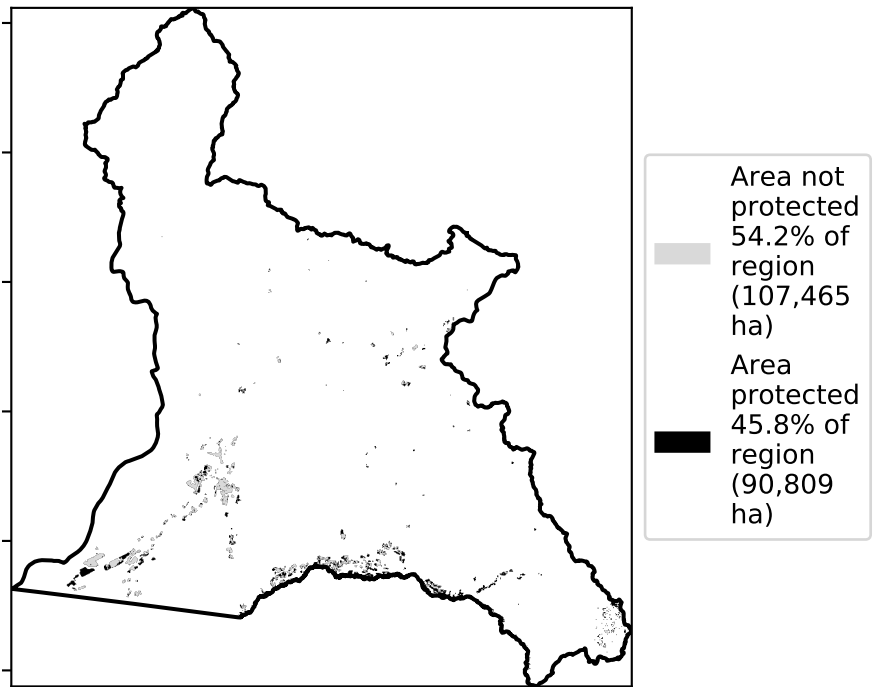 Area not
protected
54.2% of
region
(107,465
ha)
Area
protected
45.8% of
region
(90,809
ha)